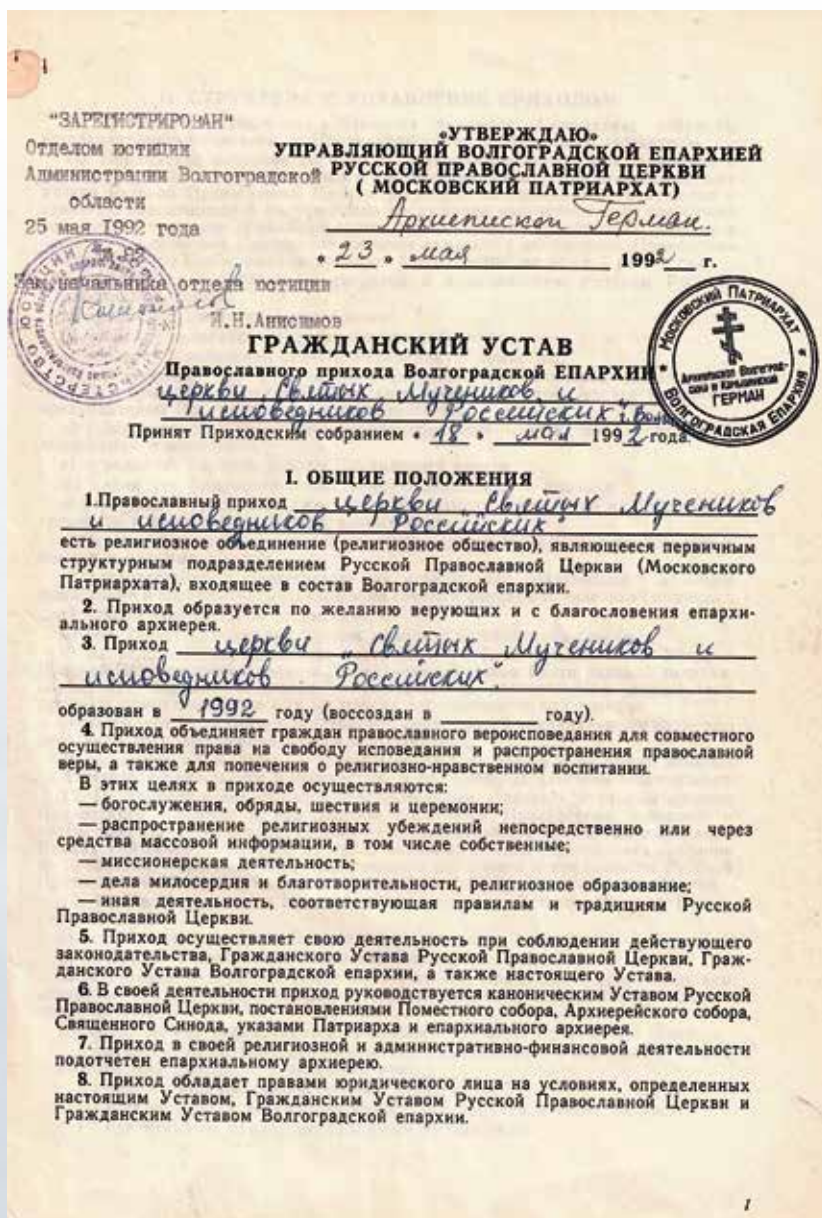 "ЗАРЕГИСТРИРОВАН"
Отделом юстиции
Администрации Волгоградской
области
25 мая 1992 года
Зам.начальника отдела юстиции
И.Н.Анисимов
«УТВЕРЖДАЮ»
УПРАВЛЯЮЩИЙ ВОЛГОГРАДСКОЙ ЕПАРХИЕЙ
РУССКОЙ ПРАВОСЛАВНОЙ ЦЕРКВИ
( МОСКОВСКИЙ ПАТРИАРХАТ)
Архиепископ Герман.
« 23 » мая 1992 г.
МОСКОВСКИЙ ПАТРИАРХАТ
ВОЛГОГРАДСКАЯ ЕПАРХИЯ
Архиепископ Волгоград-
ский и Камышинский
ГЕРМАН
МИНИСТЕРСТВО ЮСТИЦИИ
ГРАЖДАНСКИЙ УСТАВ
Православного прихода Волгоградской ЕПАРХИИ
церкви „Святых Мучеников и
исповедников Российских"
Принят Приходским собранием « 18 » мая 1992 года.
I. ОБЩИЕ ПОЛОЖЕНИЯ
1.Православный приход церкви „Святых Мучеников
и исповедников Российских"
есть религиозное объединение (религиозное общество), являющееся первичным
структурным подразделением Русской Православной Церкви (Московского
Патриархата), входящее в состав Волгоградской епархии.
2. Приход образуется по желанию верующих и с благословения епархи-
ального архиерея.
3. Приход церкви „Святых Мучеников и
исповедников Российских".
образован в 1992 году (воссоздан в ______ году).
4. Приход объединяет граждан православного вероисповедания для совместного
осуществления права на свободу исповедания и распространения православной
веры, а также для попечения о религиозно-нравственном воспитании.
В этих целях в приходе осуществляются:
— богослужения, обряды, шествия и церемонии;
— распространение религиозных убеждений непосредственно или через
средства массовой информации, в том числе собственные;
— миссионерская деятельность;
— дела милосердия и благотворительности, религиозное образование;
— иная деятельность, соответствующая правилам и традициям Русской
Православной Церкви.
5. Приход осуществляет свою деятельность при соблюдении действующего
законодательства, Гражданского Устава Русской Православной Церкви, Граж-
данского Устава Волгоградской епархии, а также настоящего Устава.
6. В своей деятельности приход руководствуется каноническим Уставом Русской
Православной Церкви, постановлениями Поместного собора, Архиерейского собора,
Священного Синода, указами Патриарха и епархиального архиерея.
7. Приход в своей религиозной и административно-финансовой деятельности
подотчетен епархиальному архиерею.
8. Приход обладает правами юридического лица на условиях, определенных
настоящим Уставом, Гражданским Уставом Русской Православной Церкви и
Гражданским Уставом Волгоградской епархии.
1